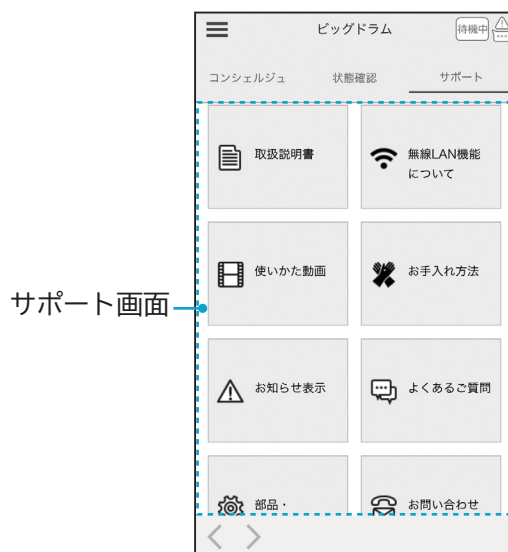 ビッグドラム
待機中
コンシェルジュ
状態確認
サポート
取扱説明書
無線LAN機能
について
使いかた動画
お手入れ方法
サポート画面
お知らせ表示
よくあるご質問
部品・
お問い合わせ